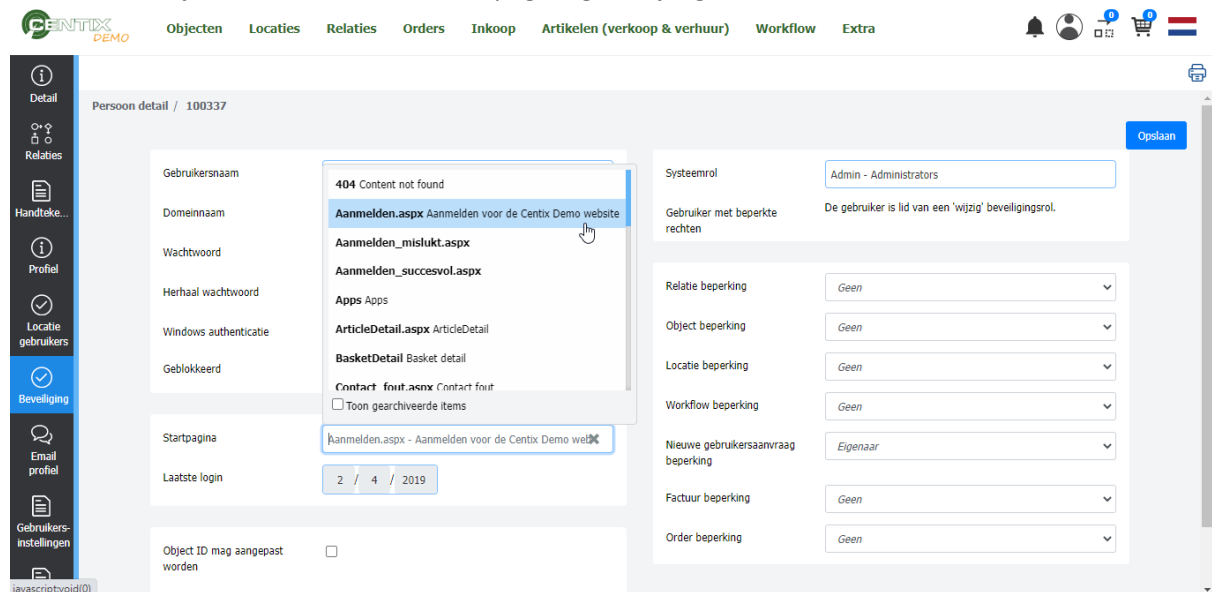 CENTIX
DEMO
Objecten Locaties Relaties Orders Inkoop Artikelen (verkoop & verhuur) Workflow Extra
0 0
Detail
Relaties
Handteke...
Profiel
Locatie
gebruikers
Beveiliging
Email
profiel
Gebruikers-
instellingen
javascript:void(0)
Persoon detail / 100337
Opslaan
Gebruikersnaam
Domeinnaam
Wachtwoord
Herhaal wachtwoord
Windows authenticatie
Geblokkeerd
404 Content not found
Aanmelden.aspx Aanmelden voor de Centix Demo website
Aanmelden_mislukt.aspx
Aanmelden_succesvol.aspx
Apps Apps
ArticleDetail.aspx ArticleDetail
BasketDetail Basket detail
Contact_fout.aspx Contact fout
Toon gearchiveerde items
Startpagina Aanmelden.aspx - Aanmelden voor de Centix Demo web
Laatste login 2 / 4 / 2019
Object ID mag aangepast
worden
Systeemrol Admin - Administrators
Gebruiker met beperkte
rechten
De gebruiker is lid van een 'wijzig' beveiligingsrol.
Relatie beperking Geen
Object beperking Geen
Locatie beperking Geen
Workflow beperking Geen
Nieuwe gebruikersaanvraag
beperking
Eigenaar
Factuur beperking Geen
Order beperking Geen